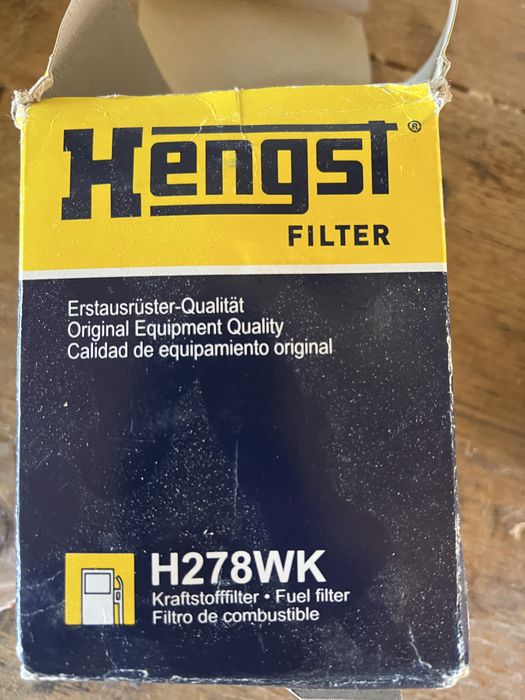 Hengst®
FILTER
Erstausrüster-Qualität
Original Equipment Quality
Calidad de equipamiento original
H278WK
Kraftstofffilter • Fuel filter
Filtro de combustible